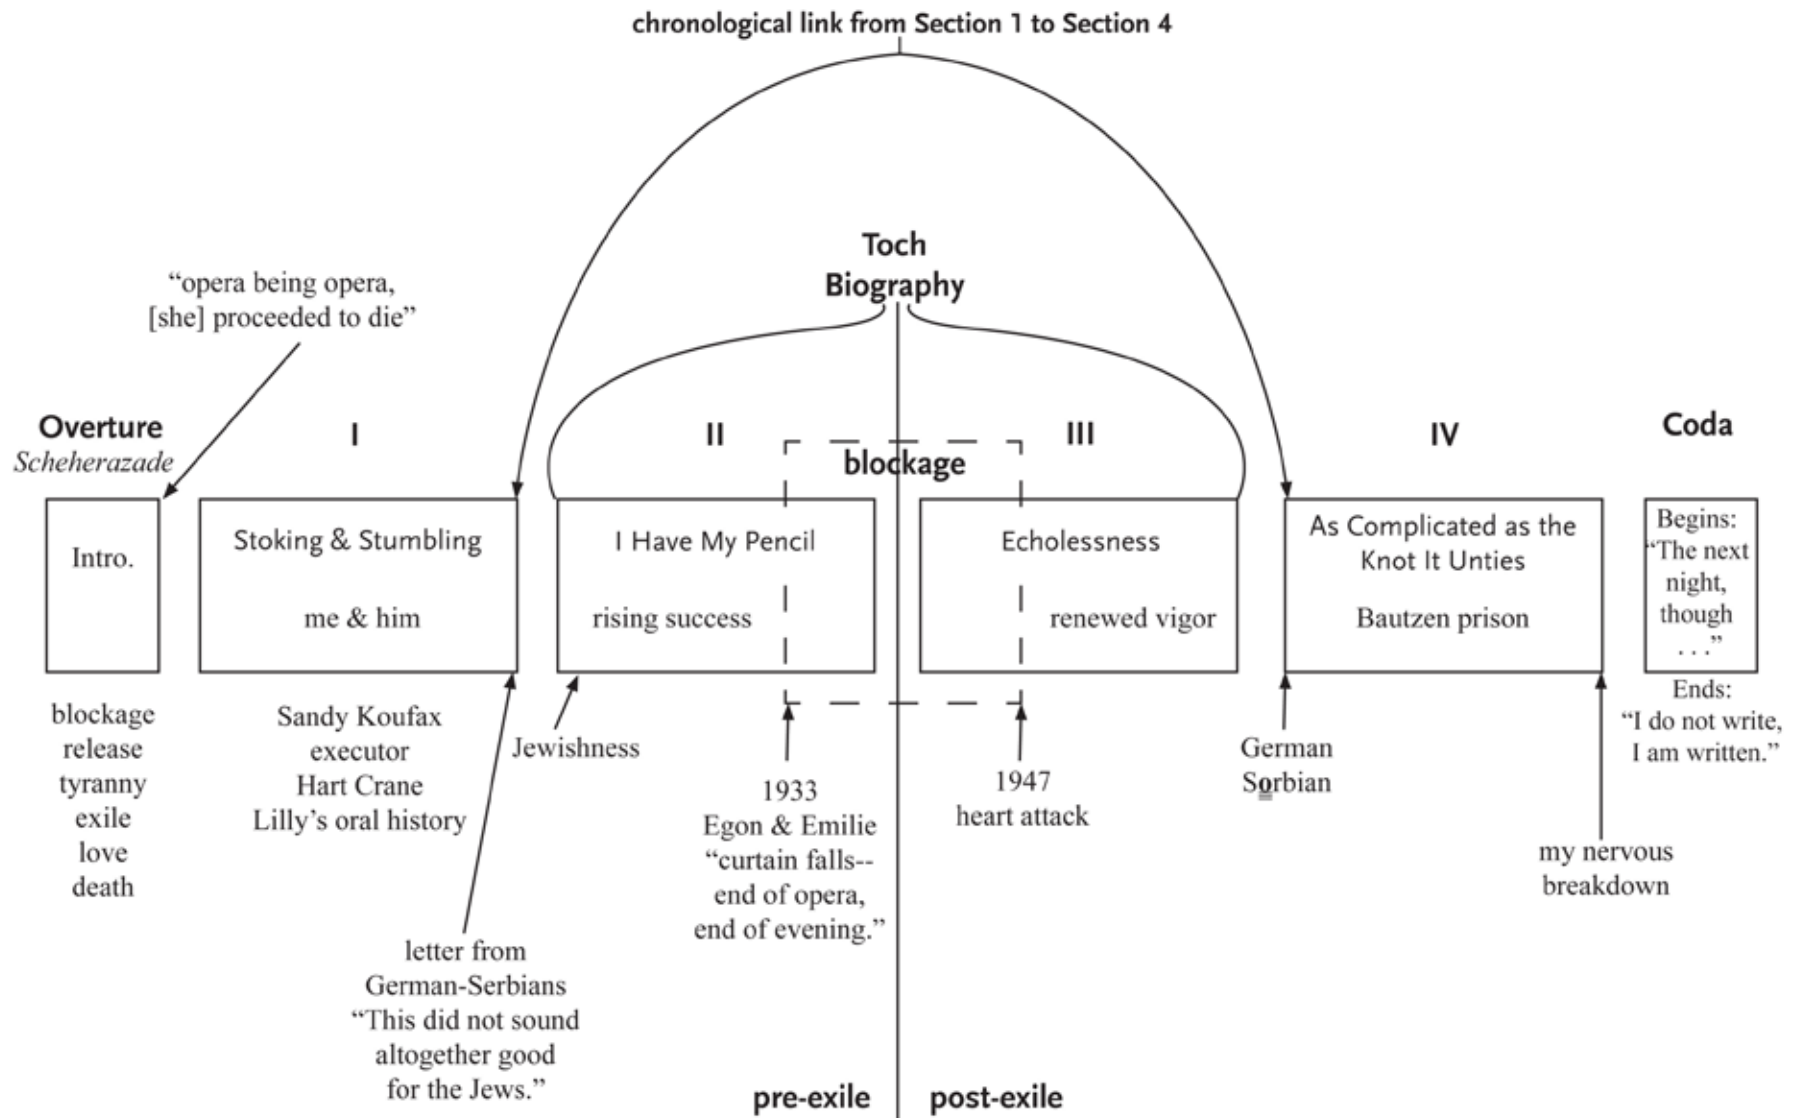 chronological link from Section 1 to Section 4
Toch
Biography
“opera being opera,
[she] proceeded to die”
Overture
Scheherazade
I
II
III
IV
Coda
blockage
Intro.
blockage
release
tyranny
exile
love
death
Stoking & Stumbling
me & him
Sandy Koufax
executor
Hart Crane
Lilly’s oral history
letter from
German-Serbians
“This did not sound
altogether good
for the Jews.”
I Have My Pencil
rising success
Jewishness
1933
Egon & Emilie
“curtain falls--
end of opera,
end of evening.”
Echolessness
renewed vigor
1947
heart attack
As Complicated as the
Knot It Unties
Bautzen prison
German
Sorbian
my nervous
breakdown
Begins:
“The next
night,
though
. . .”
Ends:
“I do not write,
I am written.”
pre-exile
post-exile